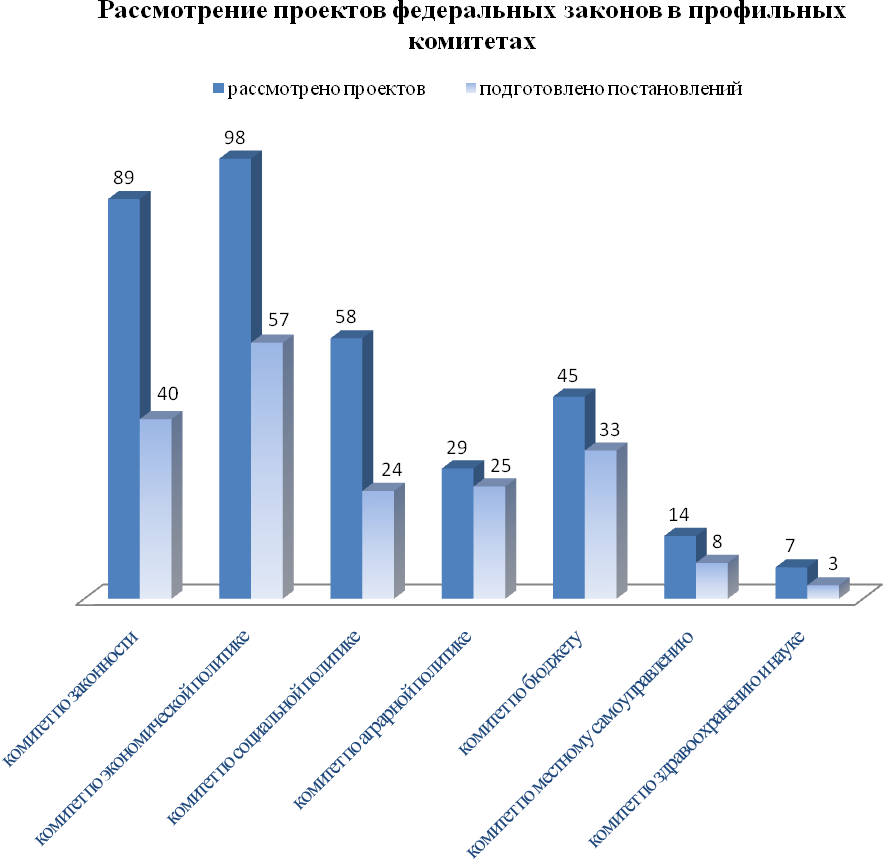 Рассмотрение проектов федеральных законов в профильных
комитетах
рассмотрено проектов
подготовлено постановлений
89
40
98
57
58
24
29
25
45
33
14
8
7
3
комитет по законности
комитет по экономической политике
комитет по социальной политике
комитет по аграрной политике
комитет по бюджету
комитет по местному самоуправлению
комитет по здравоохранению и науке